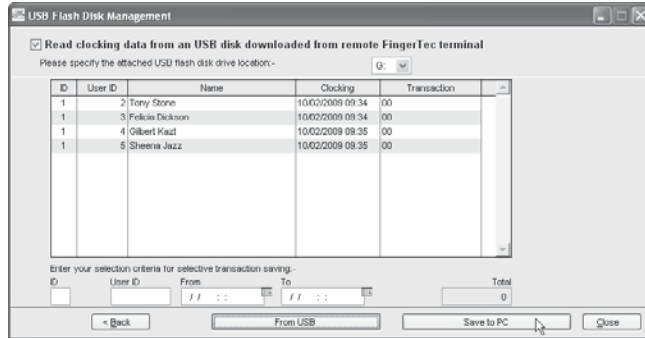 USB Flash Disk Management
Read clocking data from an USB disk downloaded from remote FingerTec terminal
Please specify the attached USB flash disk drive location:-
G:
ID User ID Name Clocking Transaction
1 2 Tony Stone 10/02/2009 09:34 00
1 3 Felicia Dickson 10/02/2009 09:34 00
1 4 Gilbert Kazt 10/02/2009 09:35 00
1 5 Sheena Jazz 10/02/2009 09:35 00
Enter your selection criteria for selective transaction saving:-
ID User ID From To Total
/ / : : / / : : 0
< Back From USB Save to PC Close